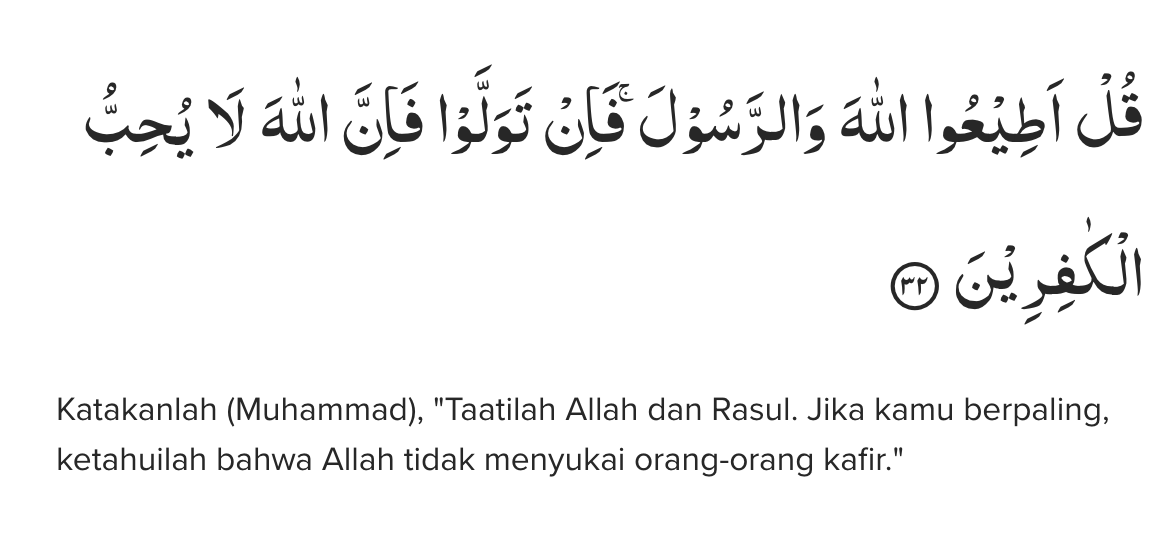 قُلْ اَطِيْعُوا اللّٰهَ وَالرَّسُوْلَ ۚ فَاِنْ تَوَلَّوْا فَاِنَّ اللّٰهَ لَا يُحِبُّ
الْكٰفِرِيْنَ ٣٢
Katakanlah (Muhammad), "Taatilah Allah dan Rasul. Jika kamu berpaling,
ketahuilah bahwa Allah tidak menyukai orang-orang kafir."